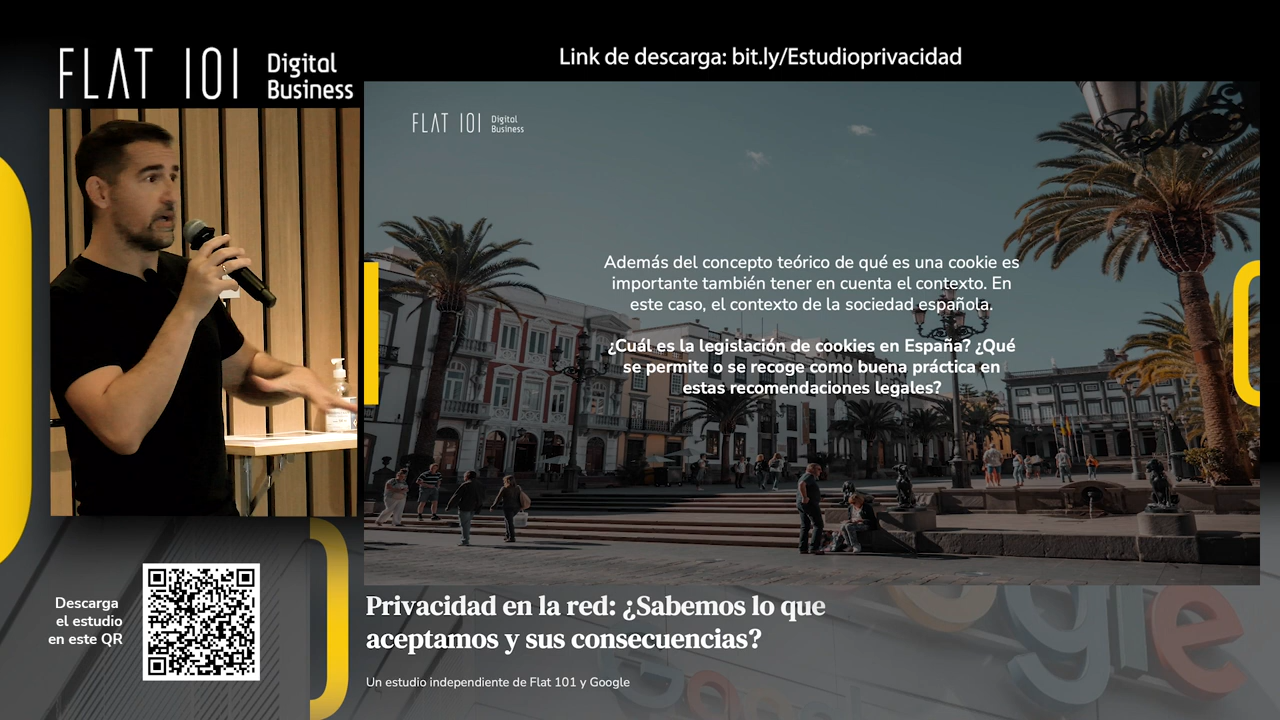 FLAT 101 Digital
Business
Link de descarga: bit.ly/Estudioprivacidad
FLAT 101 Digital
Business
Además del concepto teórico de qué es una cookie es
importante también tener en cuenta el contexto. En
este caso, el contexto de la sociedad española.
¿Cuál es la legislación de cookies en España? ¿Qué
se permite o se recoge como buena práctica en
estas recomendaciones legales?
Descarga
el estudio
en este QR
Privacidad en la red: ¿Sabemos lo que
aceptamos y sus consecuencias?
Un estudio independiente de Flat 101 y Google